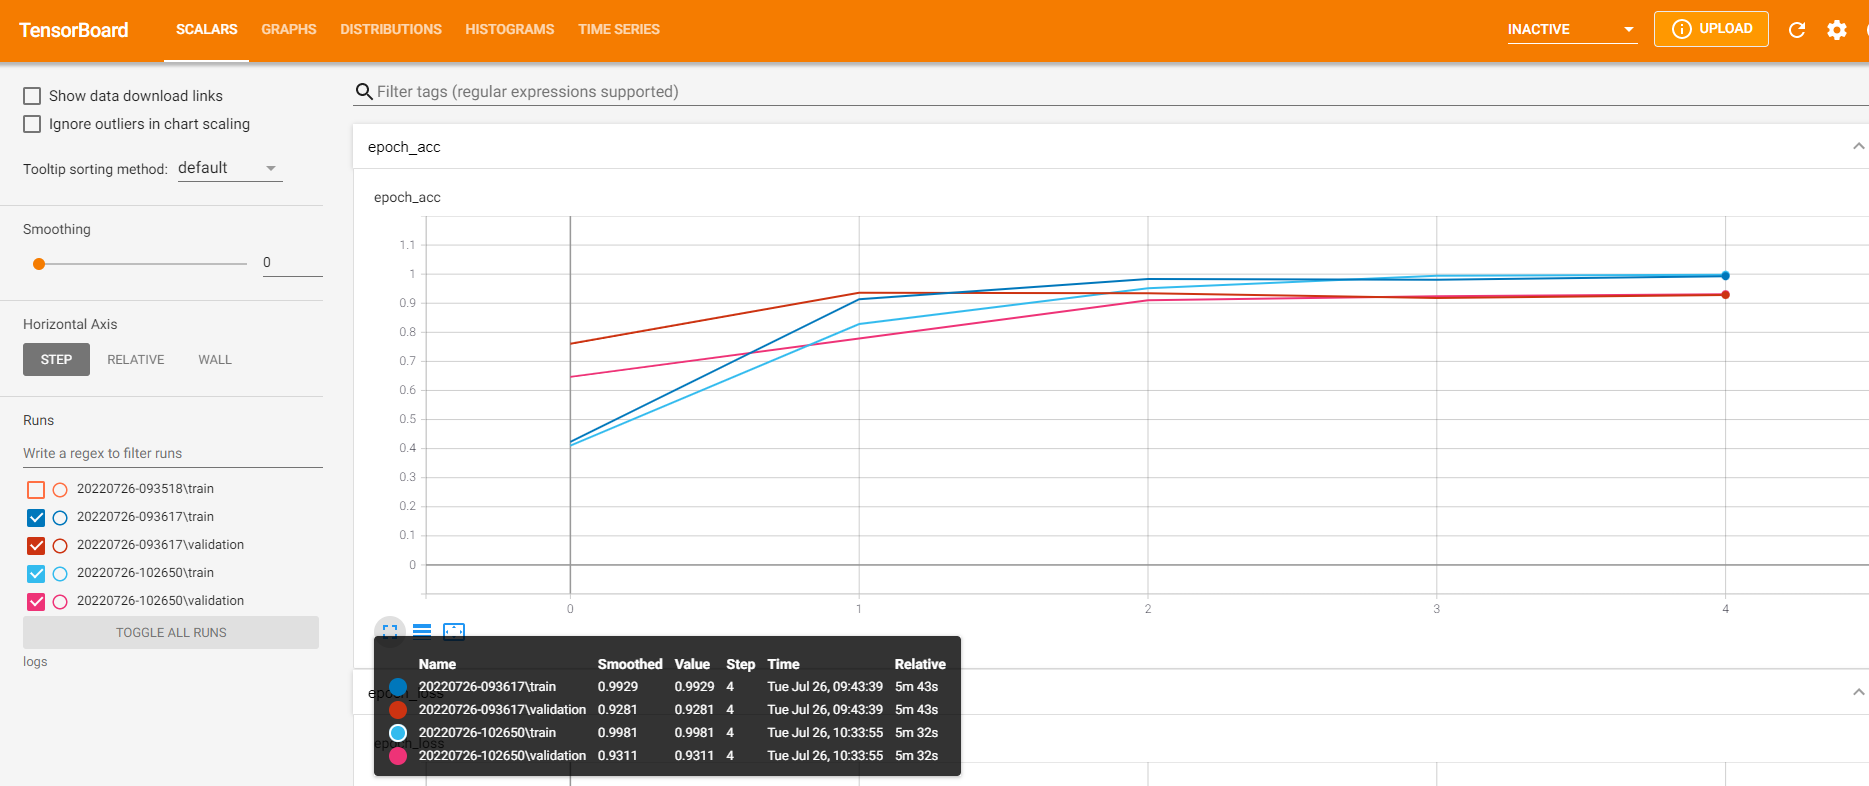 TensorBoard SCALARS GRAPHS DISTRIBUTIONS HISTOGRAMS TIME SERIES INACTIVE UPLOAD
Show data download links
Ignore outliers in chart scaling
Tooltip sorting method: default
Smoothing
0
Horizontal Axis
STEP RELATIVE WALL
Runs
Write a regex to filter runs
20220726-093518\train
20220726-093617\train
20220726-093617\validation
20220726-102650\train
20220726-102650\validation
TOGGLE ALL RUNS
logs
Filter tags (regular expressions supported)
epoch_acc
epoch_acc
1.1
1
0.9
0.8
0.7
0.6
0.5
0.4
0.3
0.2
0.1
0
0 1 2 3 4
epoch_loss
epoch_loss
Name Smoothed Value Step Time Relative
20220726-093617\train 0.9929 0.9929 4 Tue Jul 26, 09:43:39 5m 43s
20220726-093617\validation 0.9281 0.9281 4 Tue Jul 26, 09:43:39 5m 43s
20220726-102650\train 0.9981 0.9981 4 Tue Jul 26, 10:33:55 5m 32s
20220726-102650\validation 0.9311 0.9311 4 Tue Jul 26, 10:33:55 5m 32s